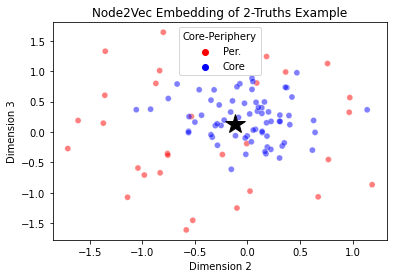 Node2Vec Embedding of 2-Truths Example
Core-Periphery
Per.
Core
Dimension 3
1.5
1.0
0.5
0.0
−0.5
−1.0
−1.5
−1.5
−1.0
−0.5
0.0
0.5
1.0
Dimension 2